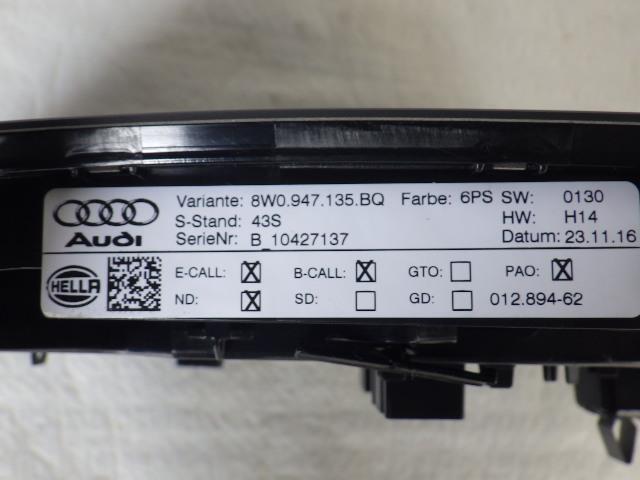 Variante: 8W0.947.135.BQ Farbe: 6PS SW: 0130
S-Stand: 43S HW: H14
Audi SerieNr: B_10427137 Datum: 23.11.16
HELLA E-CALL: ☒ B-CALL: ☒ GTO: ☐ PAO: ☒
ND: ☒ SD: ☐ GD: ☐ 012.894-62